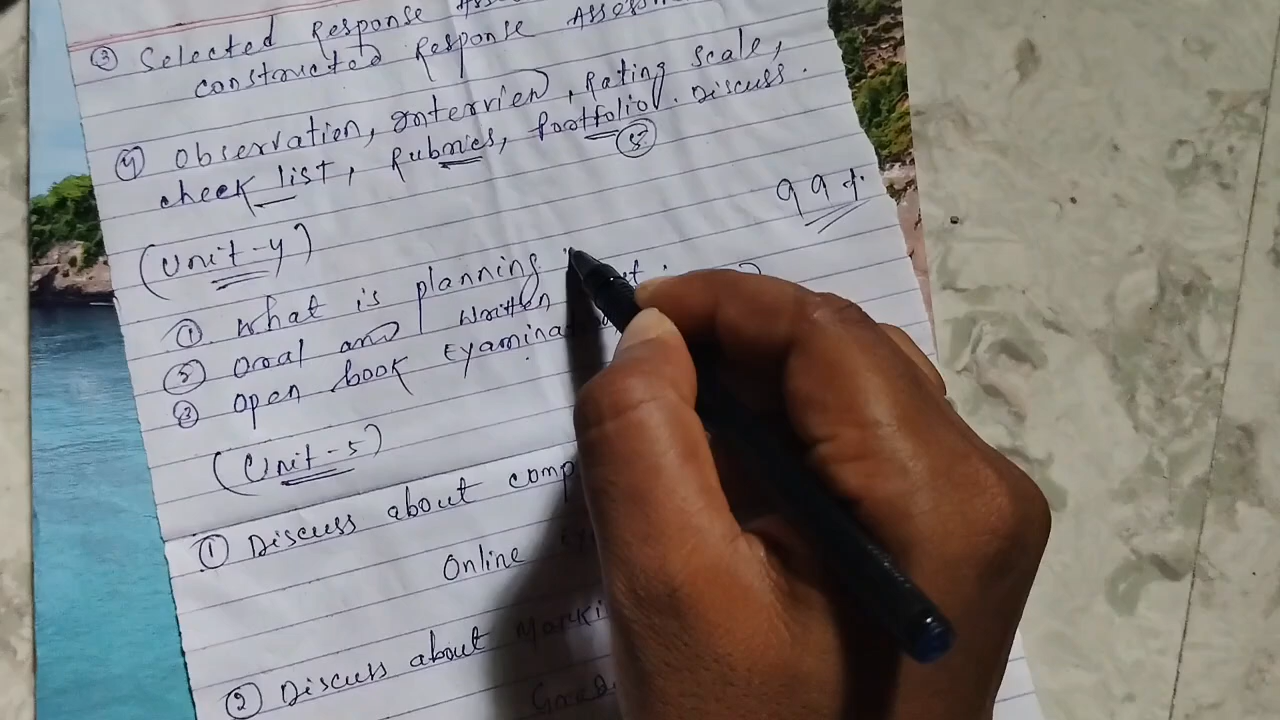 ③ Selected Response
constructed Response
④ Observation, Interview, Rating Scale,
check list, Rubrics, Portfolio. Discuss.
99+
(Unit-4)
① What is planning
② Oral and Written
③ Open book Examina
(Unit-5)
① Discuss about comp
Online
② Discuss about Marki
Grad